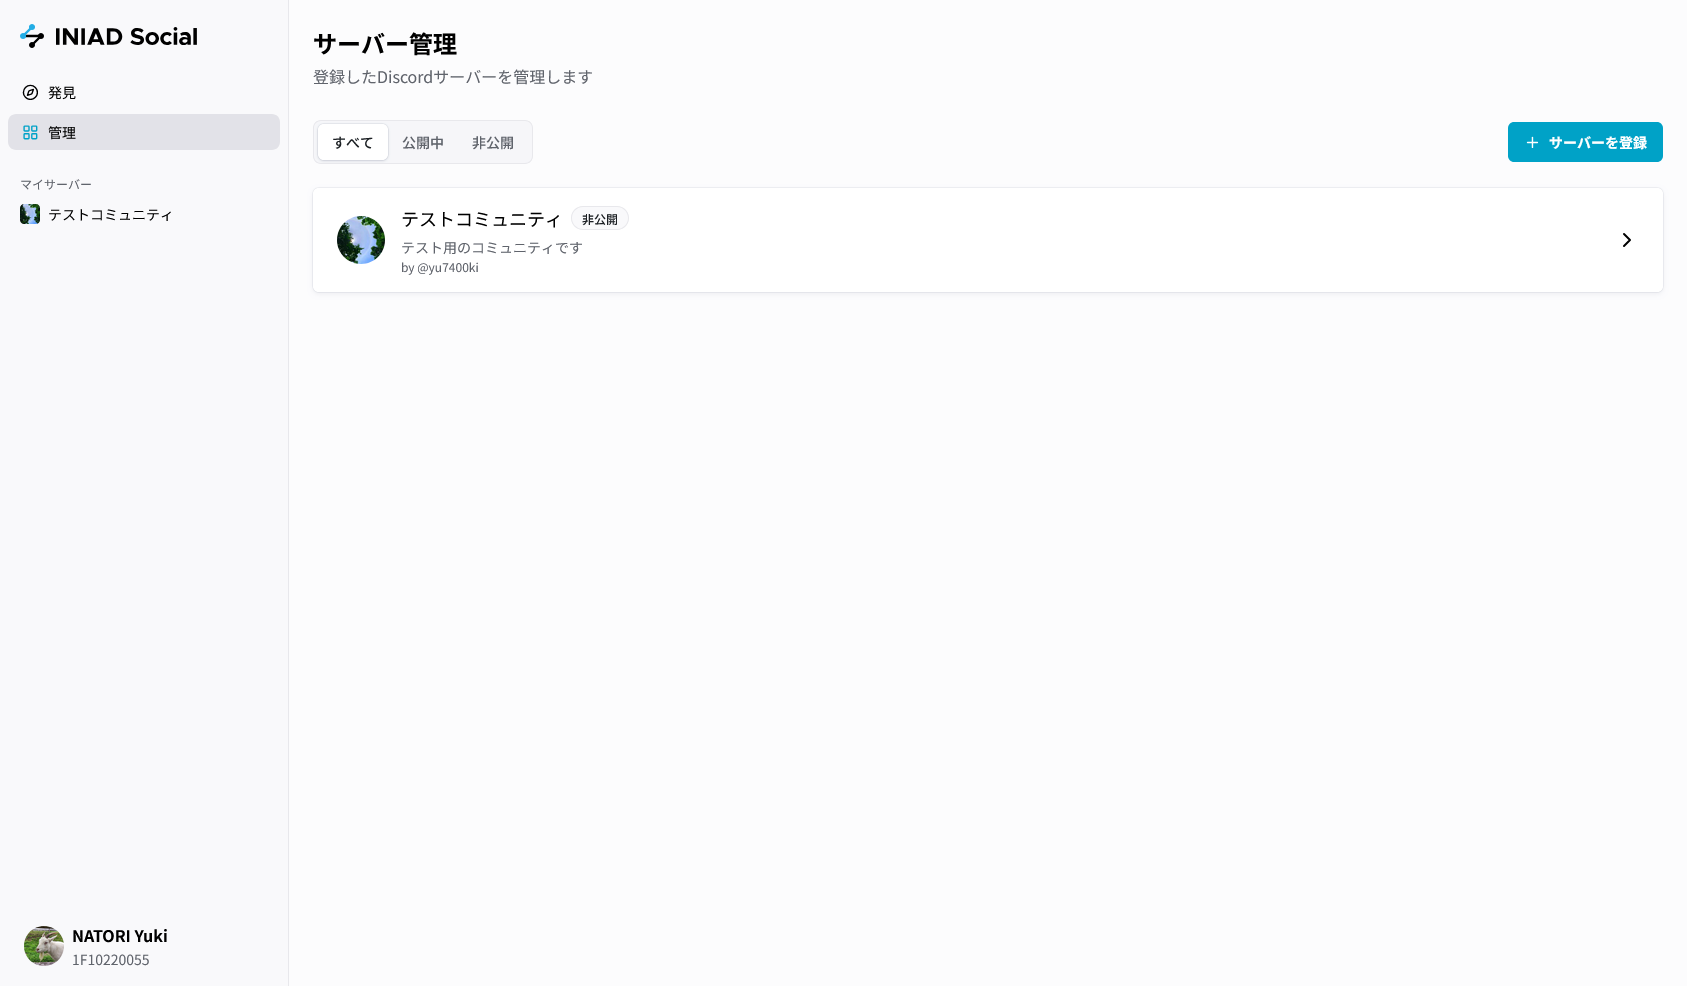 INIAD Social
発見
管理
マイサーバー
テストコミュニティ
NATORI Yuki
1F10220055
サーバー管理
登録したDiscordサーバーを管理します
すべて 公開中 非公開
サーバーを登録
テストコミュニティ 非公開
テスト用のコミュニティです
by @yu7400ki